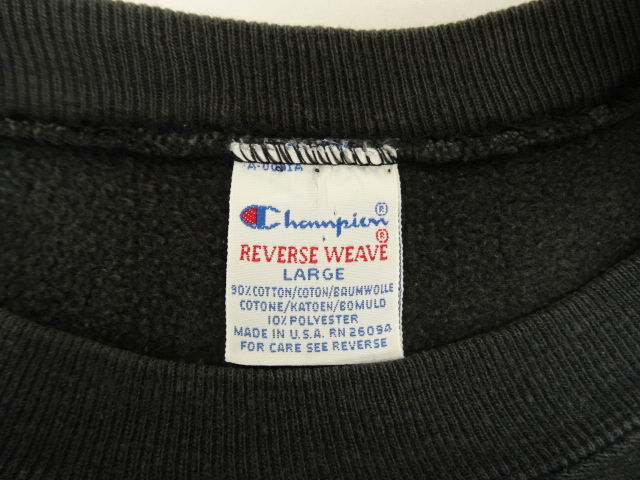 A-0001A
Champion®
REVERSE WEAVE®
LARGE
90% COTTON/COTON/BAUMWOLLE
COTONE/KATOEN/BOMULD
10% POLYESTER
MADE IN U.S.A. RN 26094
FOR CARE SEE REVERSE